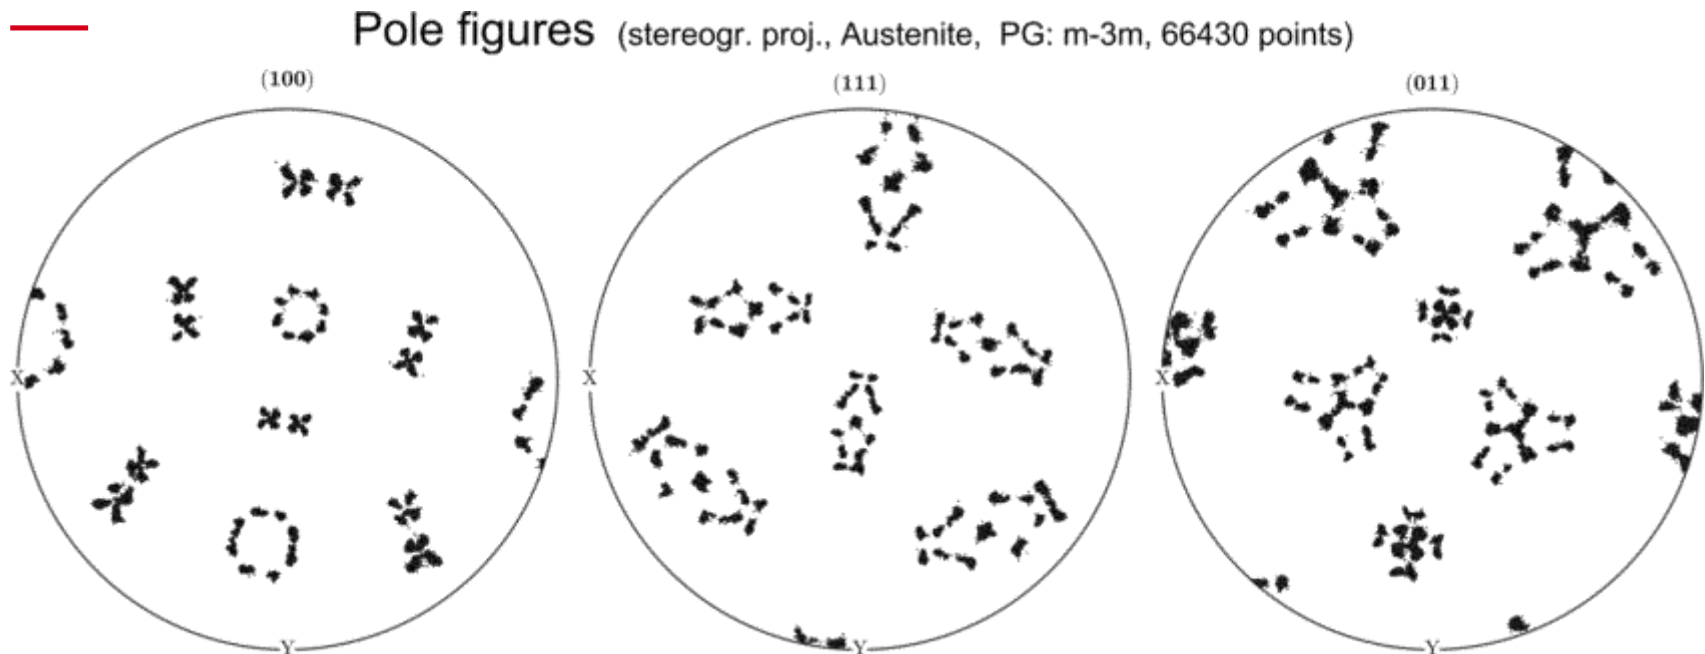 Pole figures (stereogr. proj., Austenite, PG: m-3m, 66430 points)
(100) (111) (011)
X X X
Y Y Y